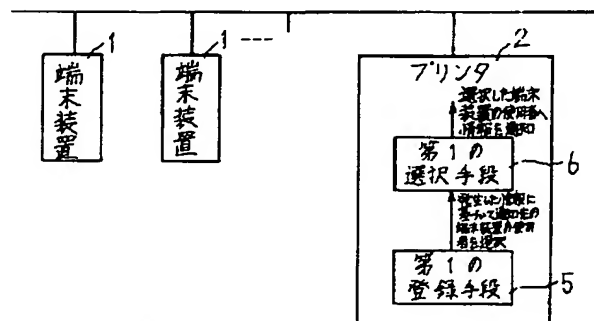 1
端末装置
1
端末装置
2
プリンタ
選択した端末
装置の使用者へ
情報を通知
第1の
選択手段
6
発生した情報に
基づいて通知先の
端末装置の使用
者を選択
第1の
登録手段
5